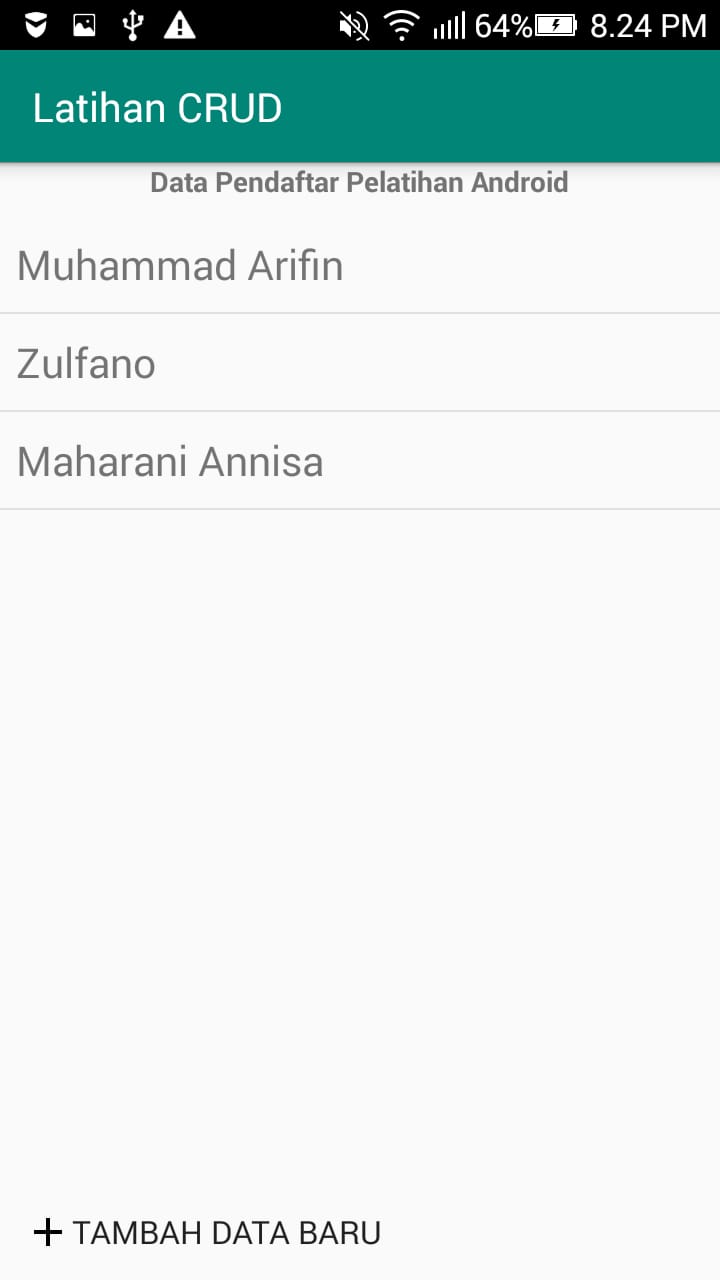 64% 8.24 PM
Latihan CRUD
Data Pendaftar Pelatihan Android
Muhammad Arifin
Zulfano
Maharani Annisa
+ TAMBAH DATA BARU